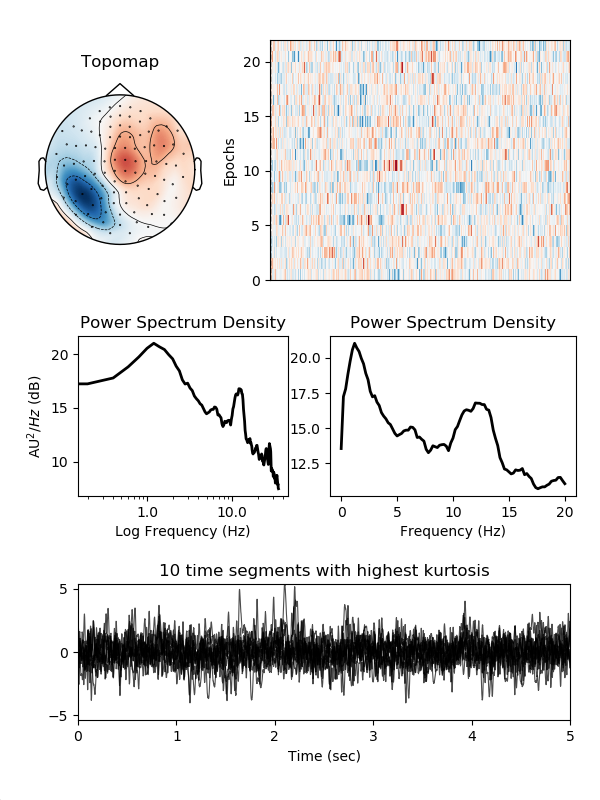 Topomap
20
15
10
5
0
Epochs
Power Spectrum Density
20
15
10
AU²/Hz (dB)
1.0 10.0
Log Frequency (Hz)
Power Spectrum Density
20.0
17.5
15.0
12.5
0 5 10 15 20
Frequency (Hz)
10 time segments with highest kurtosis
5
0
−5
0 1 2 3 4 5
Time (sec)